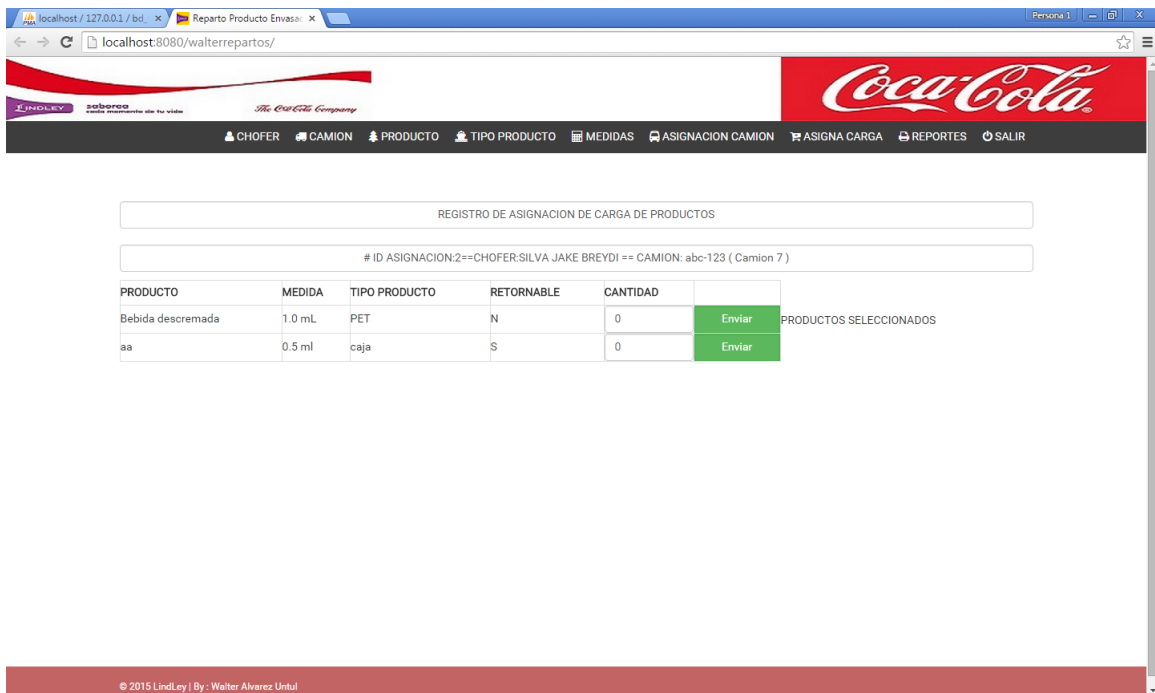 localhost / 127.0.0.1 / bd_
Reparto Producto Envasac
Persona 1
localhost:8080/walterrepartos/
LINDLEY
saborea
cada momento de tu vida
The Coca-Cola Company
Coca-Cola
CHOFER CAMION PRODUCTO TIPO PRODUCTO MEDIDAS ASIGNACION CAMION ASIGNA CARGA REPORTES SALIR
REGISTRO DE ASIGNACION DE CARGA DE PRODUCTOS
# ID ASIGNACION:2==CHOFER:SILVA JAKE BREYDI == CAMION: abc-123 ( Camion 7 )
PRODUCTO MEDIDA TIPO PRODUCTO RETORNABLE CANTIDAD
Bebida descremada 1.0 mL PET N 0 Enviar PRODUCTOS SELECCIONADOS
aa 0.5 ml caja S 0 Enviar
© 2015 LindLey | By : Walter Alvarez Untul